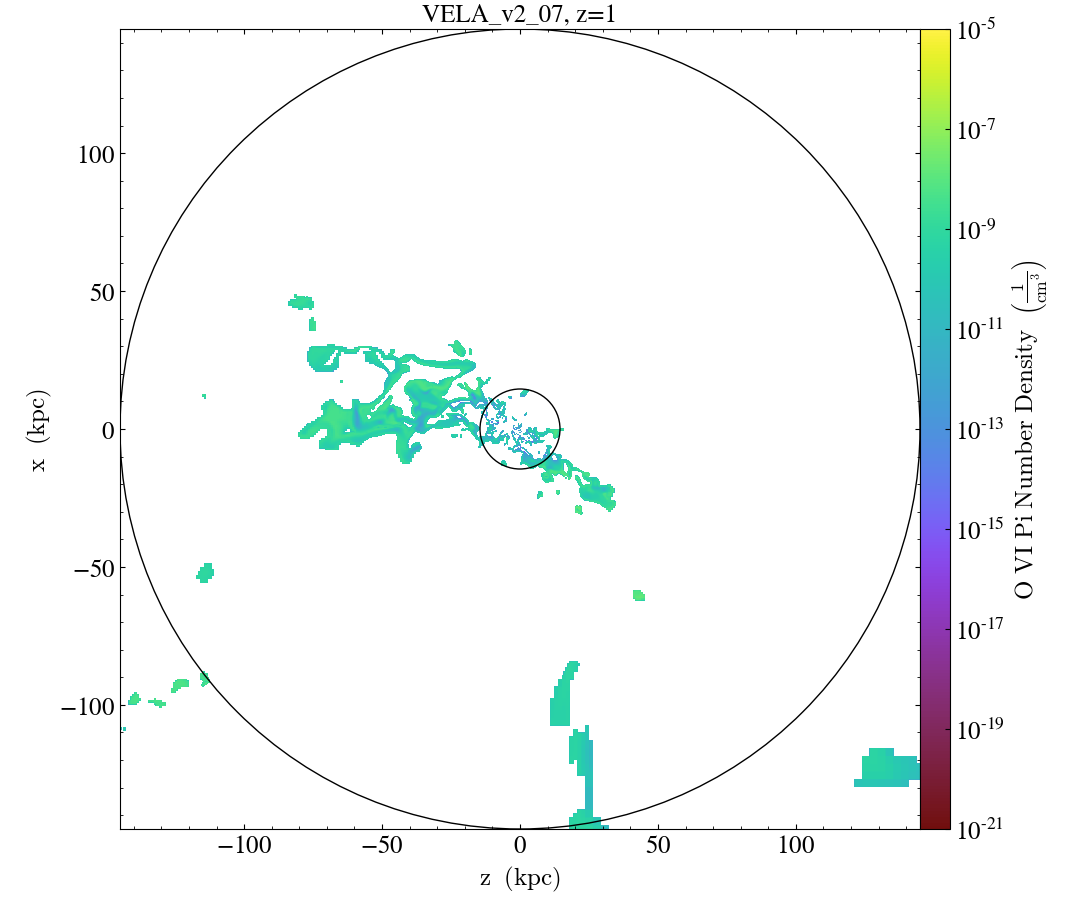 VELA_v2_07, z=1
100
50
0
−50
−100
x (kpc)
−100 −50 0 50 100
z (kpc)
10^-5
10^-7
10^-9
10^-11
10^-13
10^-15
10^-17
10^-19
10^-21
O VI Pi Number Density (1/cm^3)